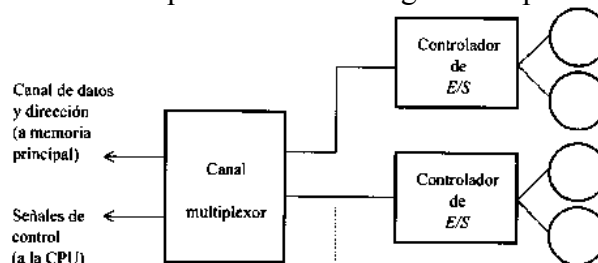 Controlador
de
E/S
Canal de datos
y dirección
(a memoria
principal)
Canal
multiplexor
Controlador
de
E/S
Señales de
control
(a la CPU)